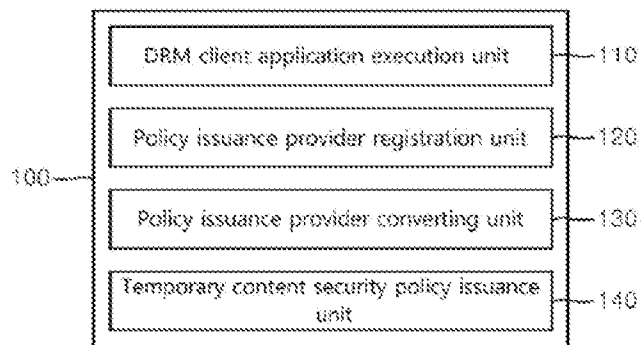 DRM client application execution unit
110
Policy issuance provider registration unit
120
100
Policy issuance provider converting unit
130
Temporary content security policy issuance
unit
140